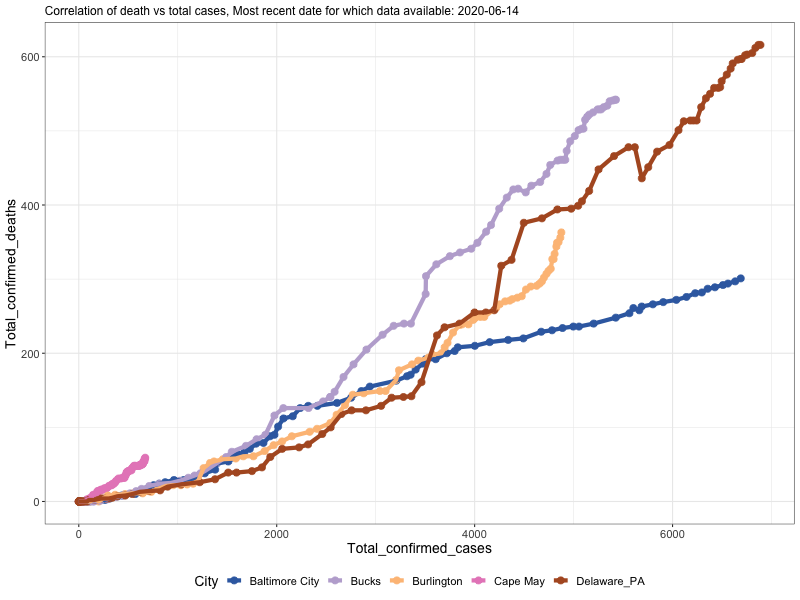 Correlation of death vs total cases, Most recent date for which data available: 2020-06-14
Total_confirmed_deaths
600
400
200
0
0 2000 4000 6000
Total_confirmed_cases
City Baltimore City Bucks Burlington Cape May Delaware_PA